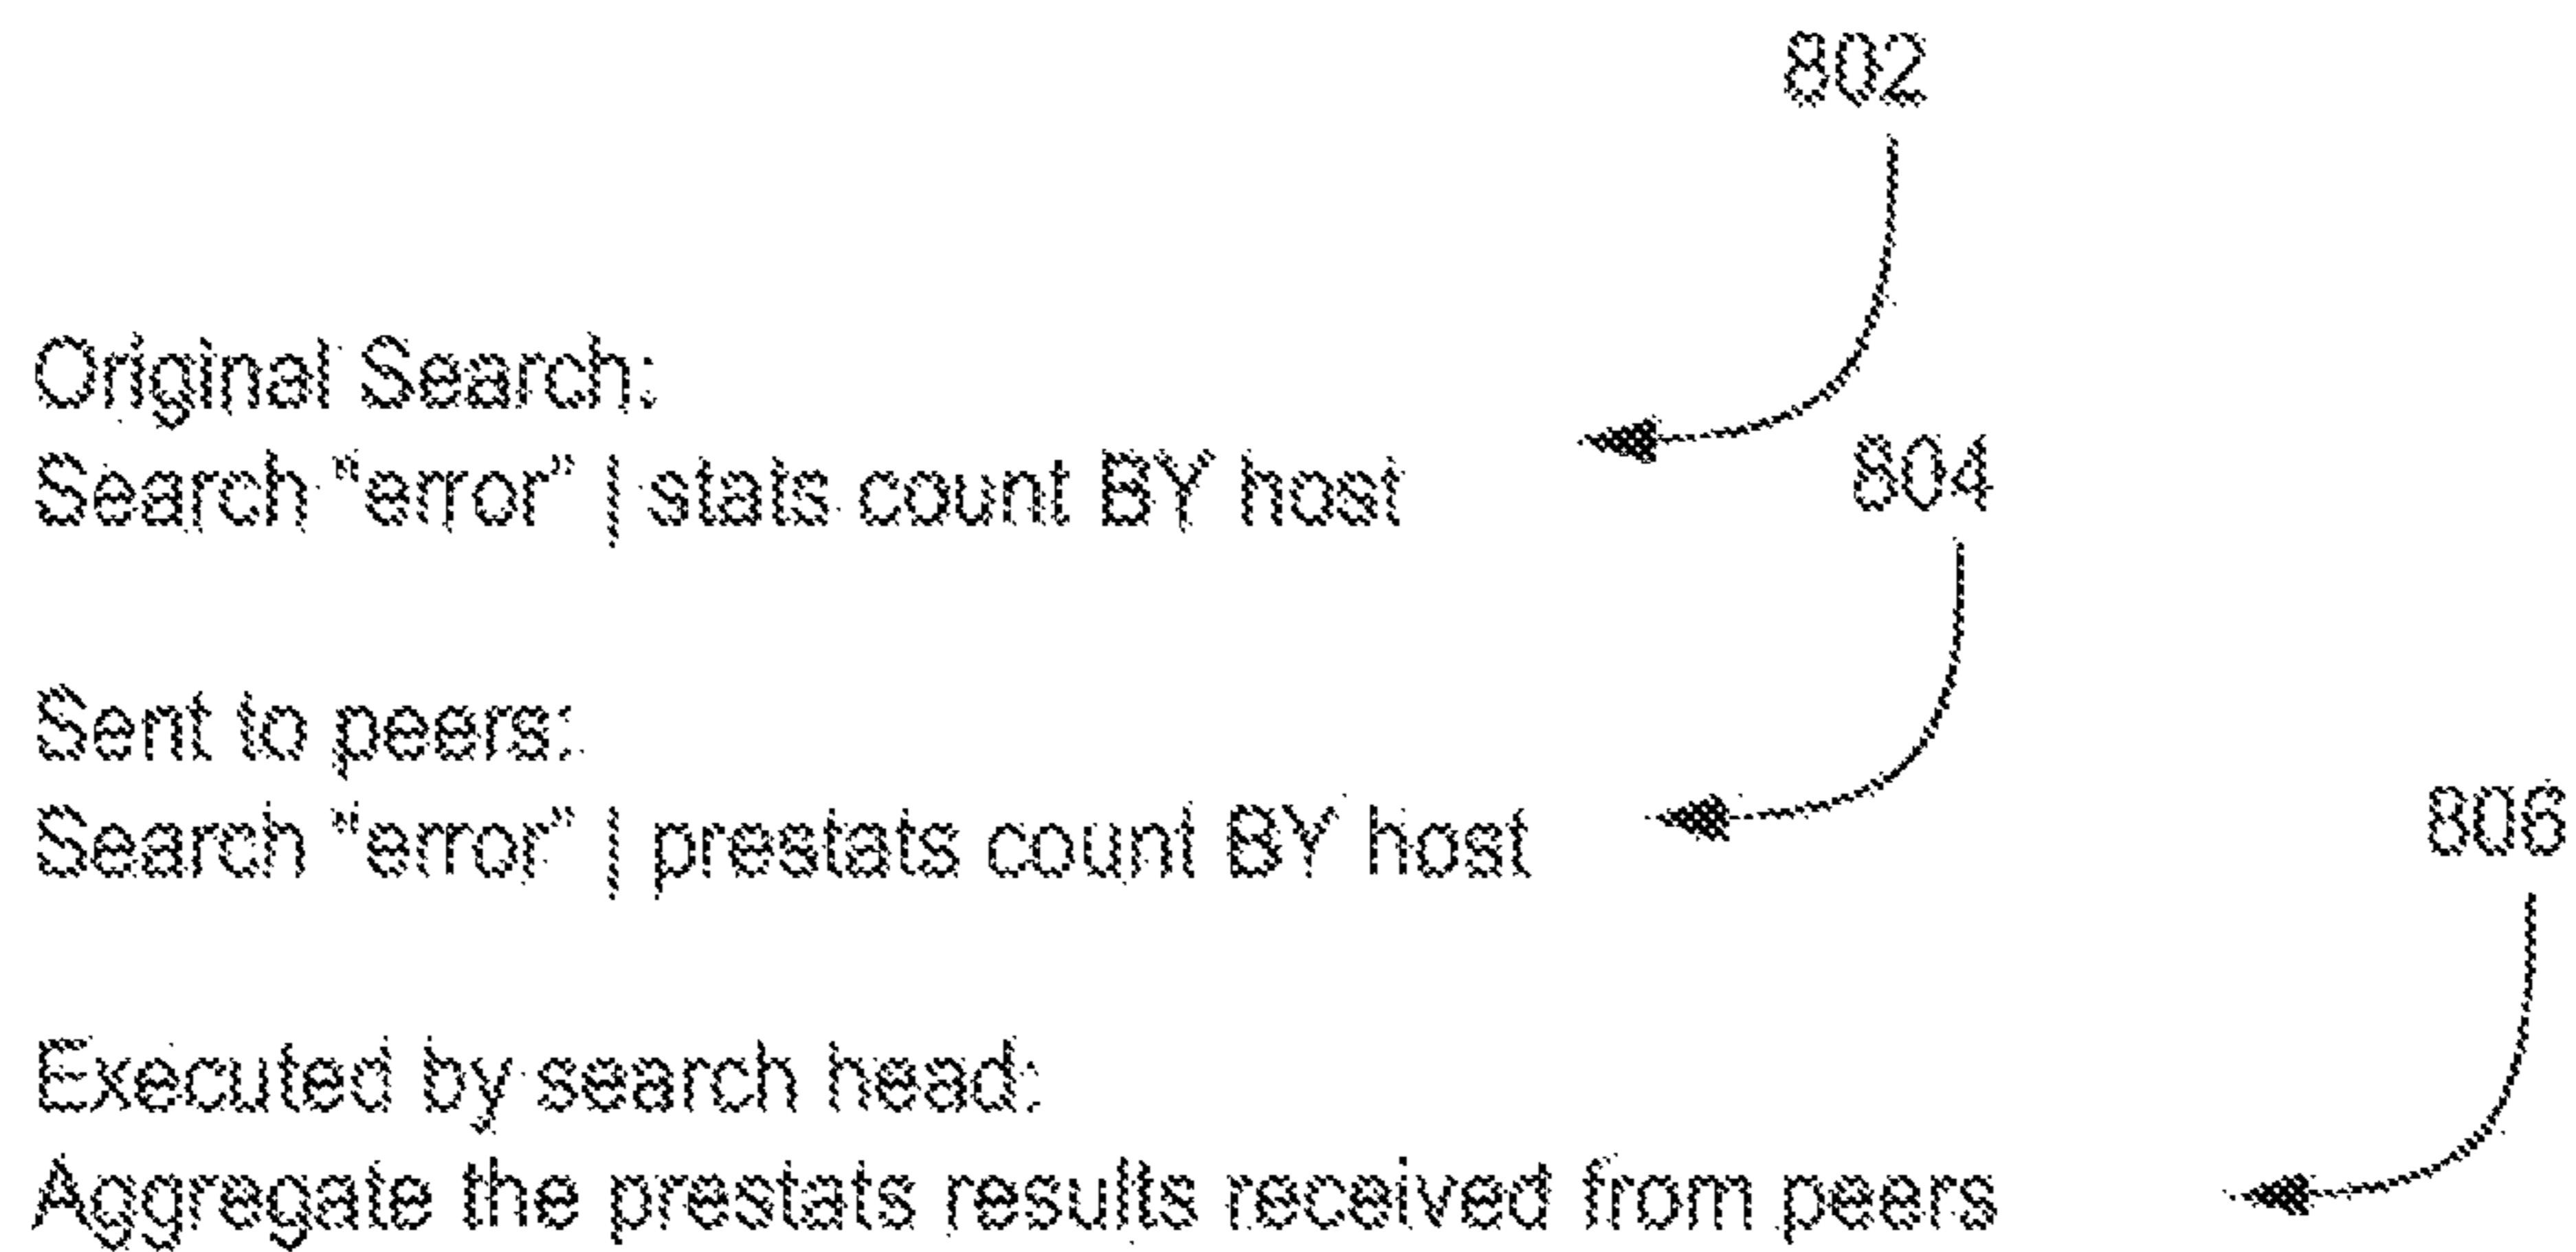 802
Original Search:
Search "error" | stats count BY host
804
Sent to peers:
Search "error" | prestats count BY host
806
Executed by search head:
Aggregate the prestats results received from peers